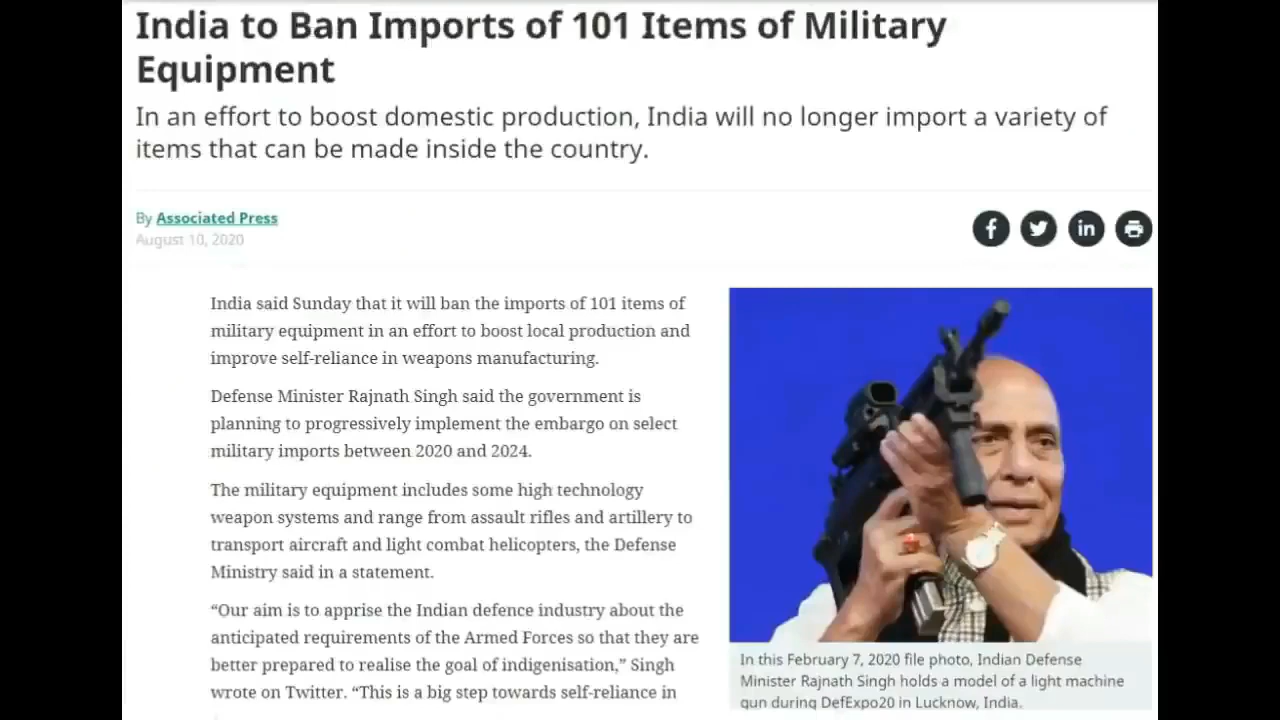 India to Ban Imports of 101 Items of Military
Equipment
In an effort to boost domestic production, India will no longer import a variety of
items that can be made inside the country.
By Associated Press
August 10, 2020
India said Sunday that it will ban the imports of 101 items of
military equipment in an effort to boost local production and
improve self-reliance in weapons manufacturing.
Defense Minister Rajnath Singh said the government is
planning to progressively implement the embargo on select
military imports between 2020 and 2024.
The military equipment includes some high technology
weapon systems and range from assault rifles and artillery to
transport aircraft and light combat helicopters, the Defense
Ministry said in a statement.
“Our aim is to apprise the Indian defence industry about the
anticipated requirements of the Armed Forces so that they are
better prepared to realise the goal of indigenisation,” Singh
wrote on Twitter. “This is a big step towards self-reliance in
In this February 7, 2020 file photo, Indian Defense
Minister Rajnath Singh holds a model of a light machine
gun during DefExpo20 in Lucknow, India.